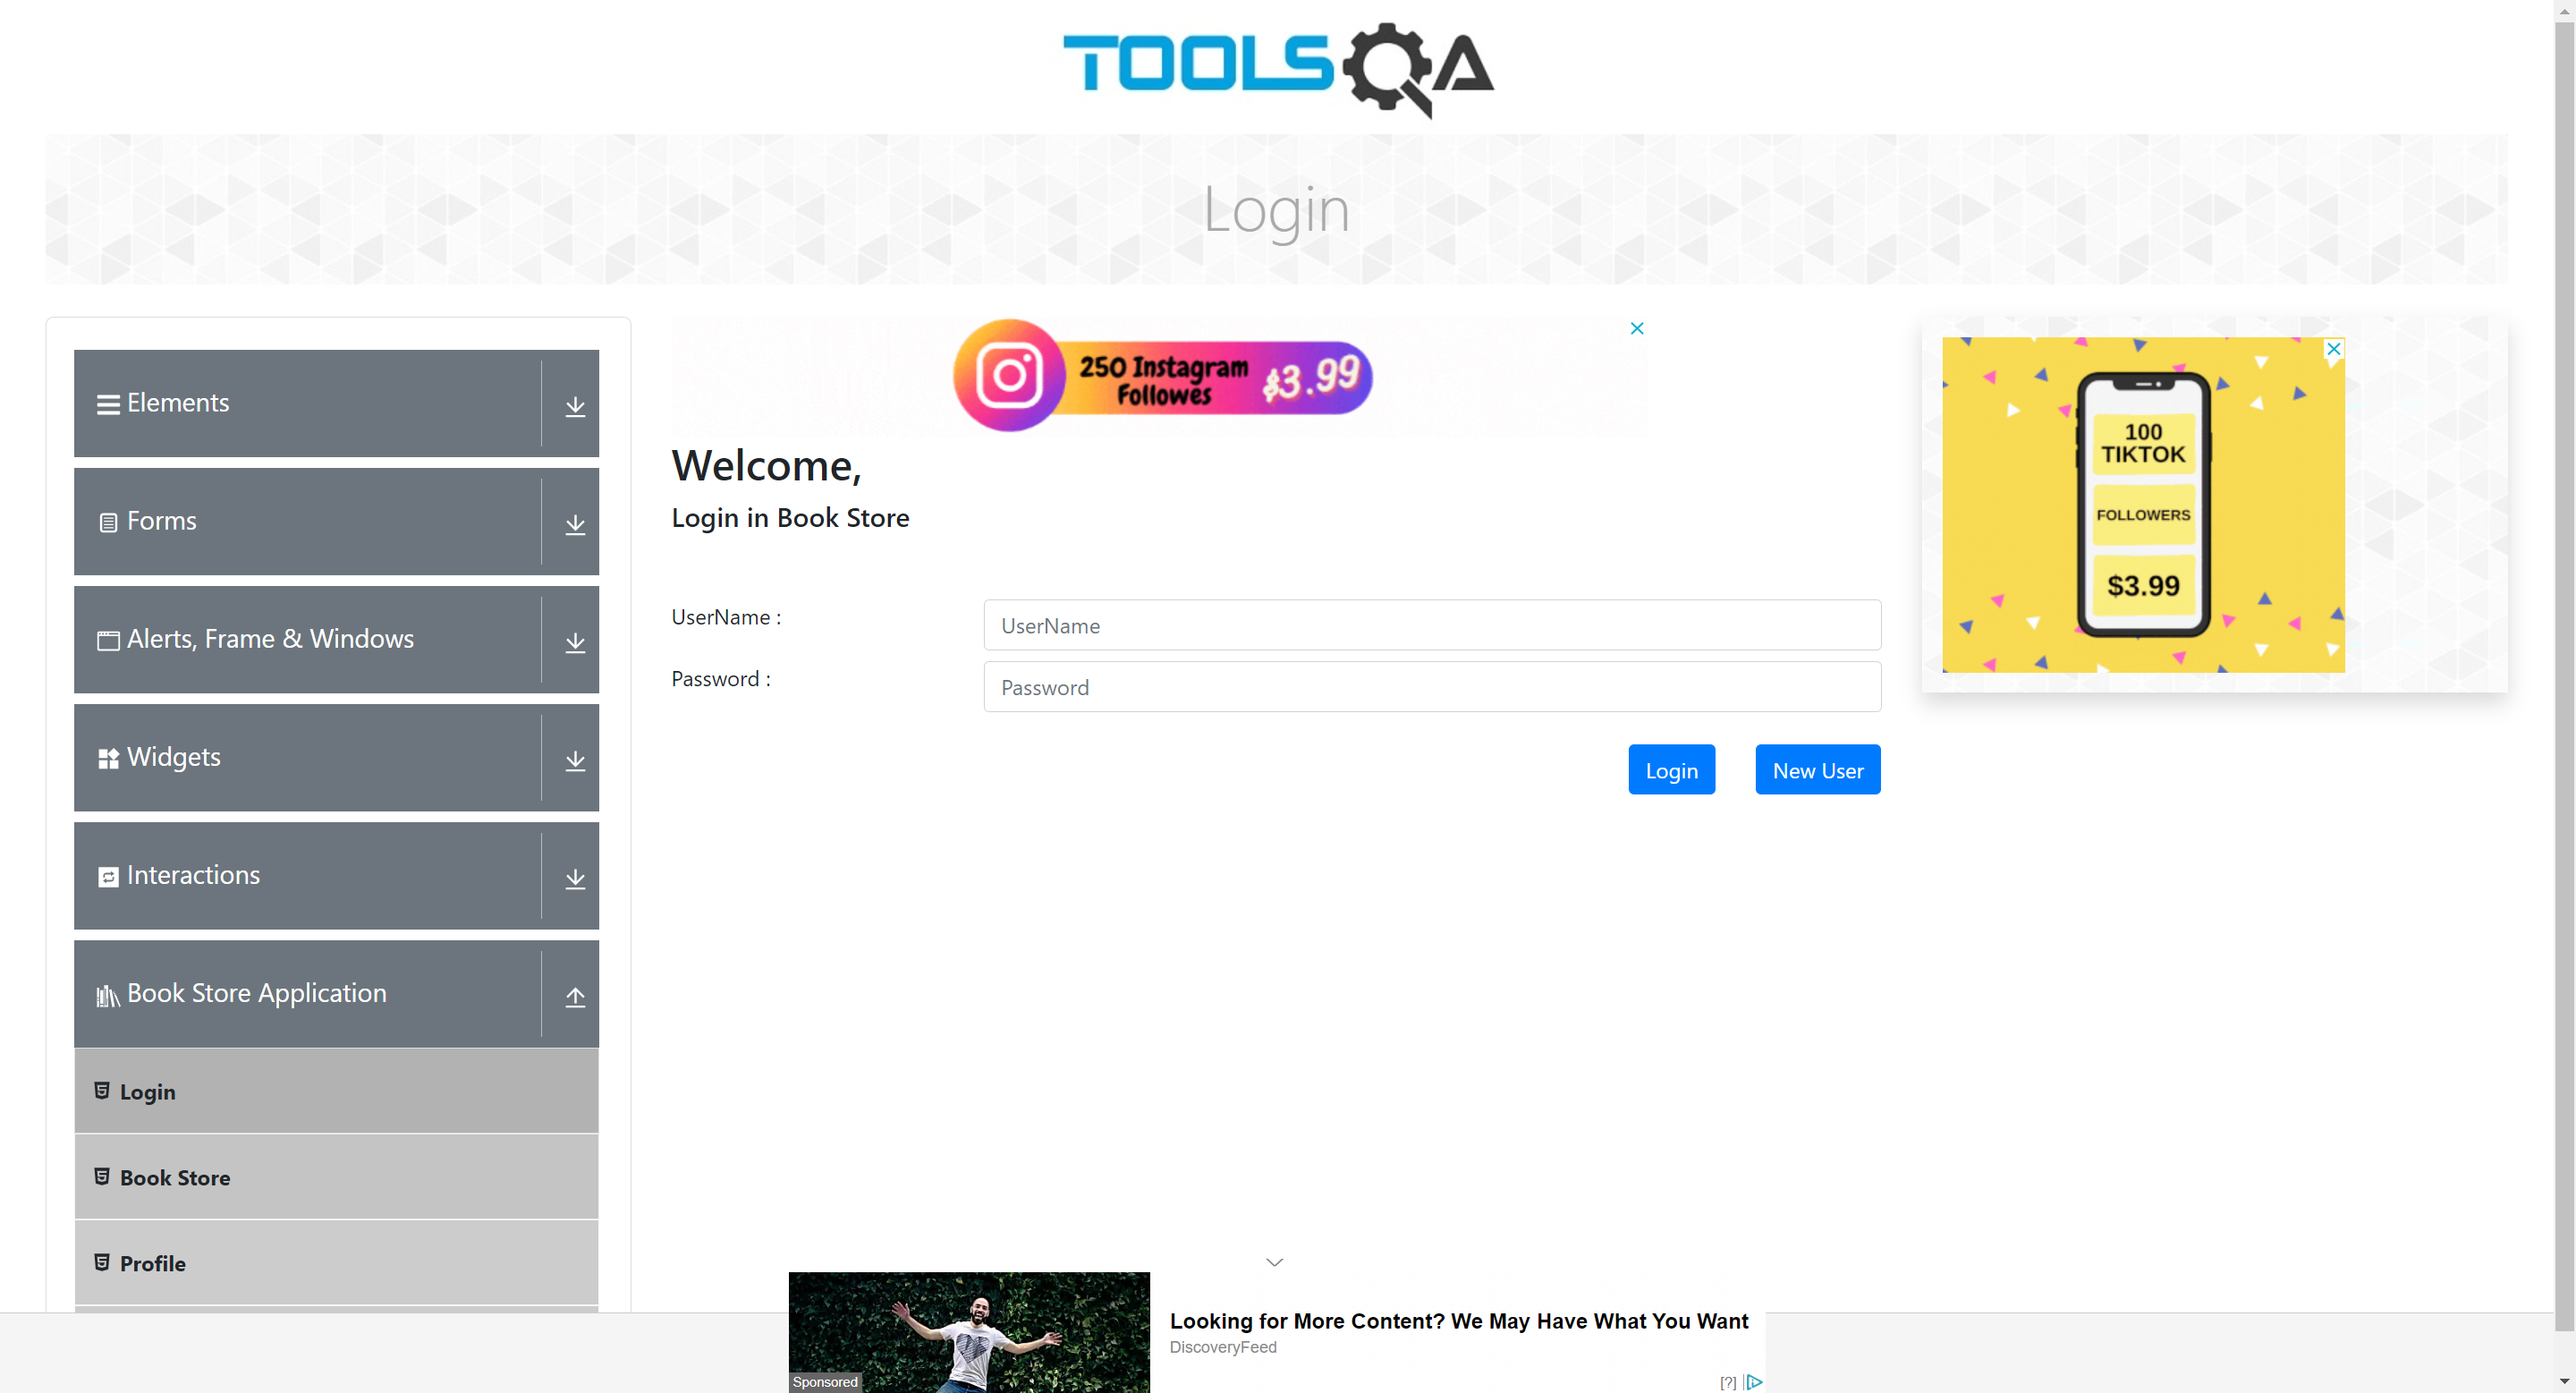 TOOLSQA
Login
Elements
Forms
Alerts, Frame & Windows
Widgets
Interactions
Book Store Application
Login
Book Store
Profile
250 Instagram
Followes
$3.99
Welcome,
Login in Book Store
UserName :
UserName
Password :
Password
Login
New User
100
TIKTOK
FOLLOWERS
$3.99
Sponsored
Looking for More Content? We May Have What You Want
DiscoveryFeed
[?]